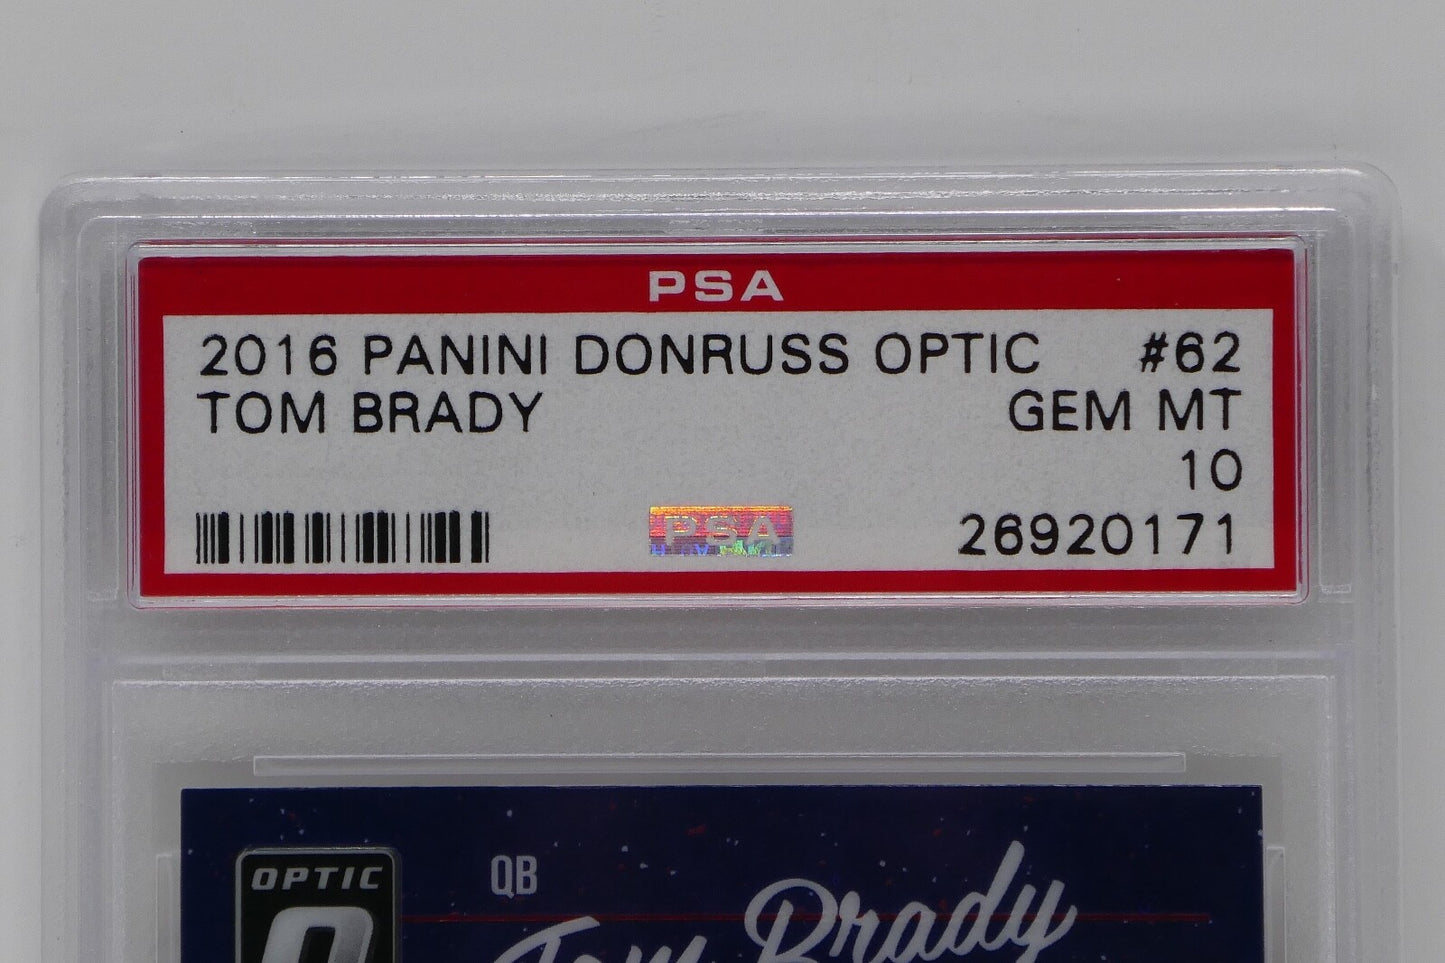 PSA
2016 PANINI DONRUSS OPTIC #62
TOM BRADY GEM MT
10
PSA 26920171
OPTIC
QB
Tom Brady